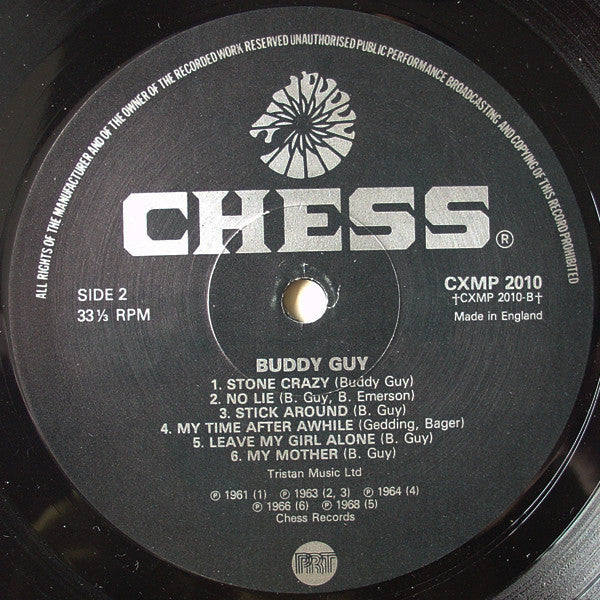 ALL RIGHTS OF THE MANUFACTURER AND OF THE OWNER OF THE RECORDED WORK RESERVED UNAUTHORISED PUBLIC PERFORMANCE BROADCASTING AND COPYING OF THIS RECORD PROHIBITED
BUDDY
CHESS®
SIDE 2
33⅓ RPM
CXMP 2010
†CXMP 2010-B†
Made in England
BUDDY GUY
1. STONE CRAZY (Buddy Guy)
2. NO LIE (B. Guy, B. Emerson)
3. STICK AROUND (B. Guy)
4. MY TIME AFTER AWHILE (Gedding, Bager)
5. LEAVE MY GIRL ALONE (B. Guy)
6. MY MOTHER (B. Guy)
Tristan Music Ltd
℗ 1961 (1) ℗ 1963 (2, 3) ℗ 1964 (4)
℗ 1966 (6) ℗ 1968 (5)
Chess Records
PRT